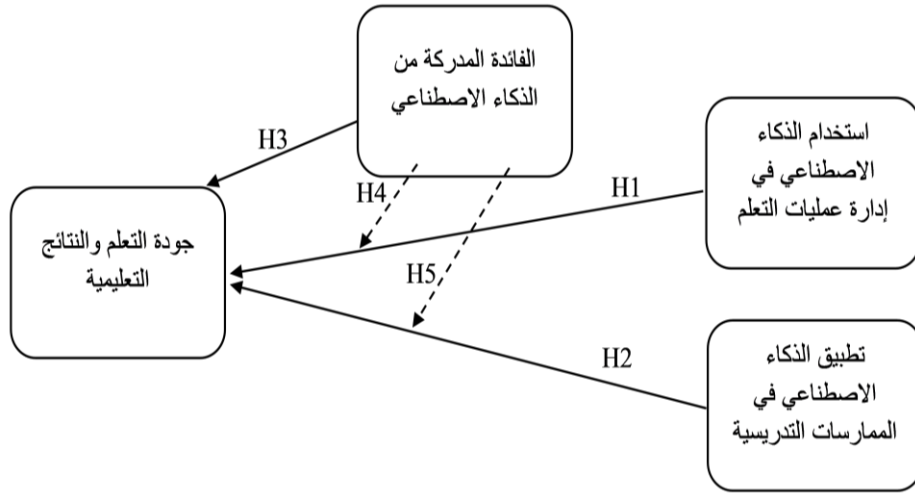 الفائدة المدركة من
الذكاء الاصطناعي
استخدام الذكاء
الاصطناعي في
إدارة عمليات التعلم
H3
H4
H1
جودة التعلم والنتائج
التعليمية
H5
H2
تطبيق الذكاء
الاصطناعي في
الممارسات التدريسية